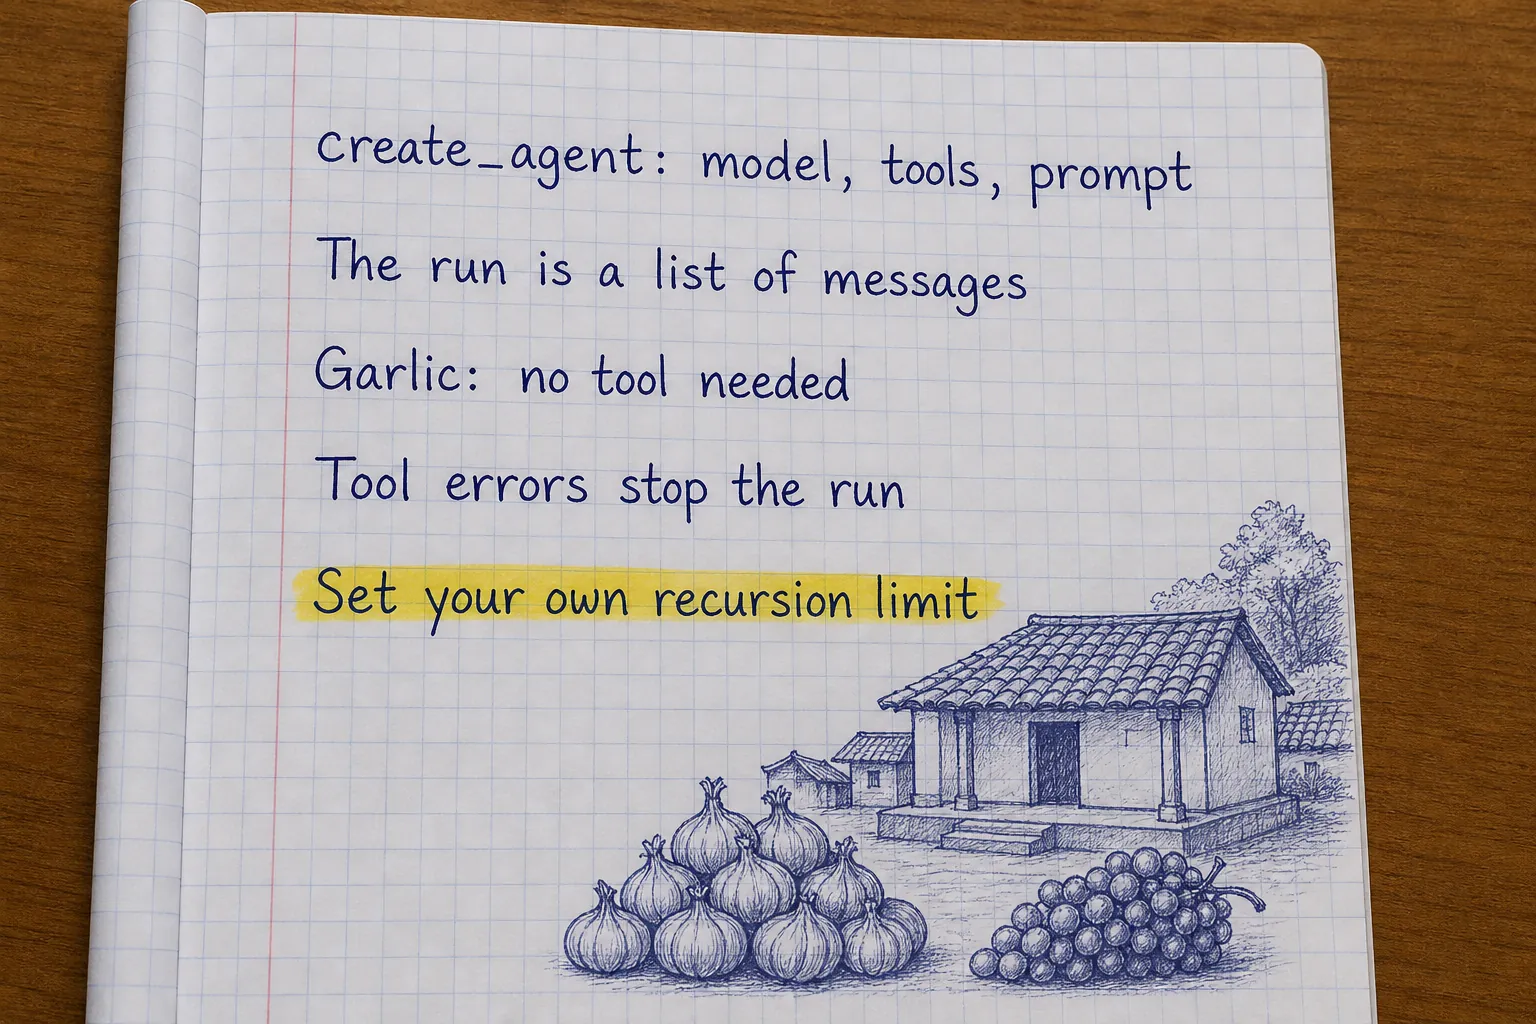 create_agent: model, tools, prompt
The run is a list of messages
Garlic: no tool needed
Tool errors stop the run
Set your own recursion limit